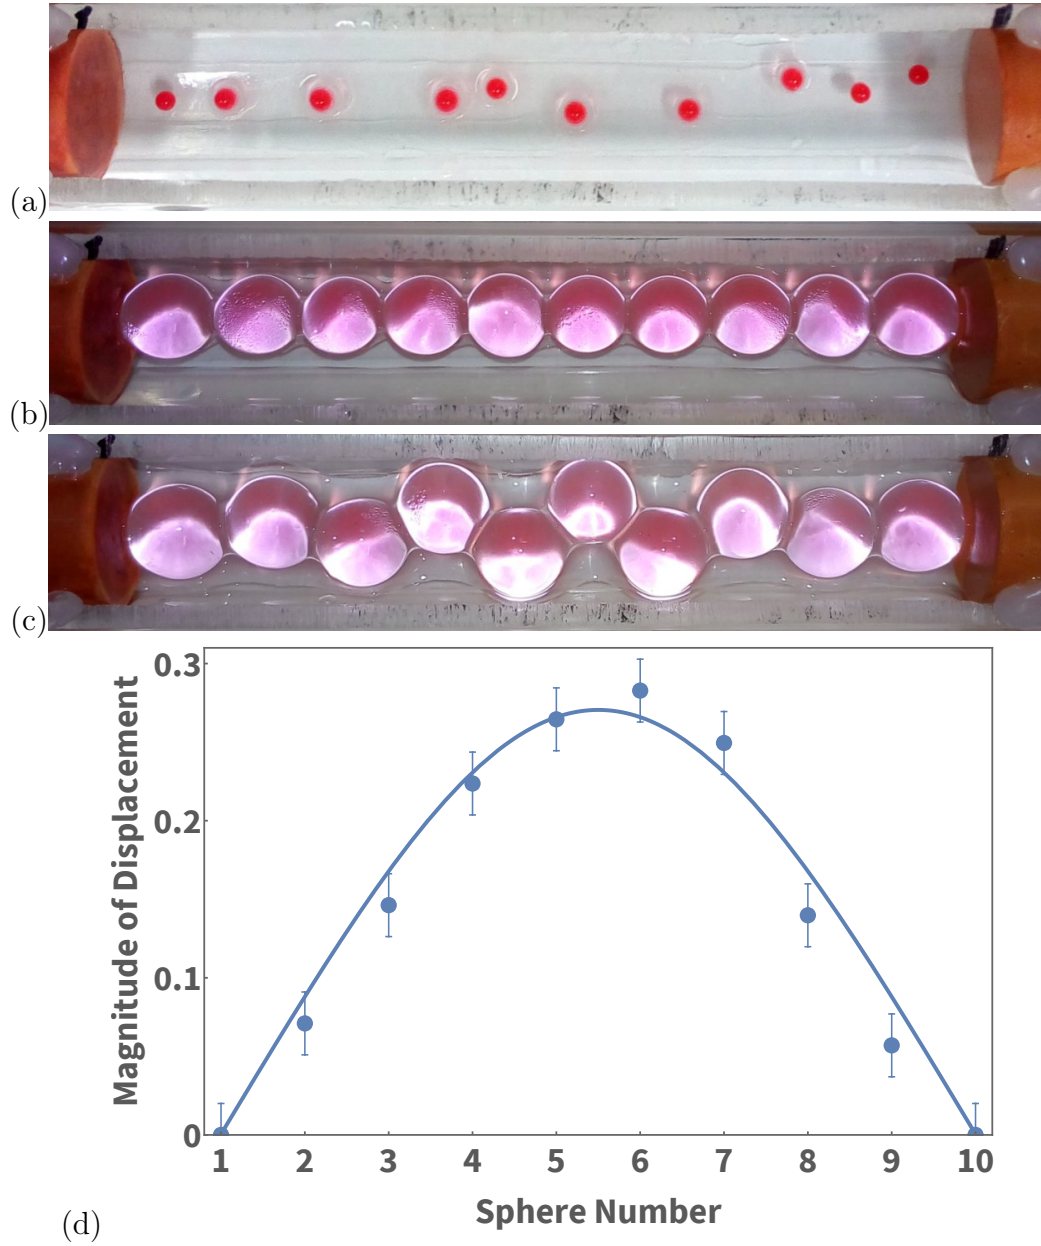 (a)
(b)
(c)
0.3
0.2
0.1
0
Magnitude of Displacement
1 2 3 4 5 6 7 8 9 10
Sphere Number
(d)